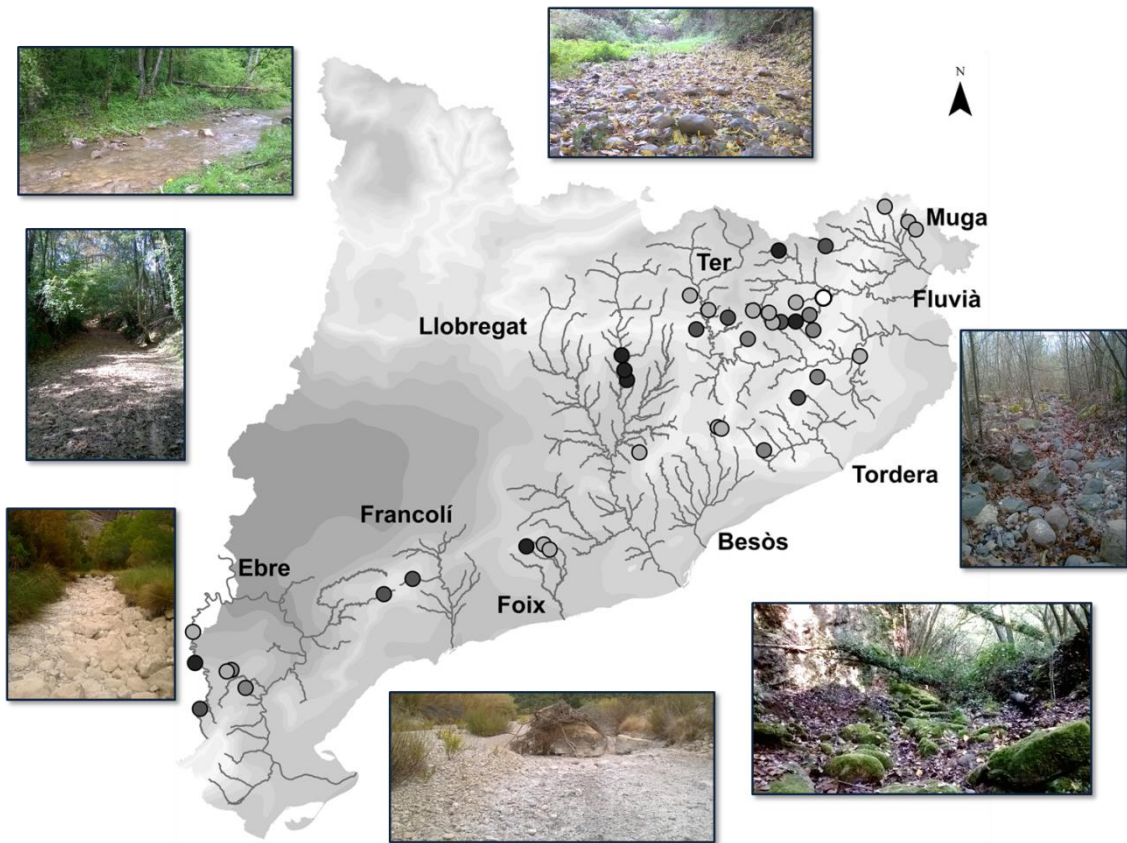 N
Muga
Ter
Fluvià
Llobregat
Tordera
Francolí
Besòs
Ebre
Foix